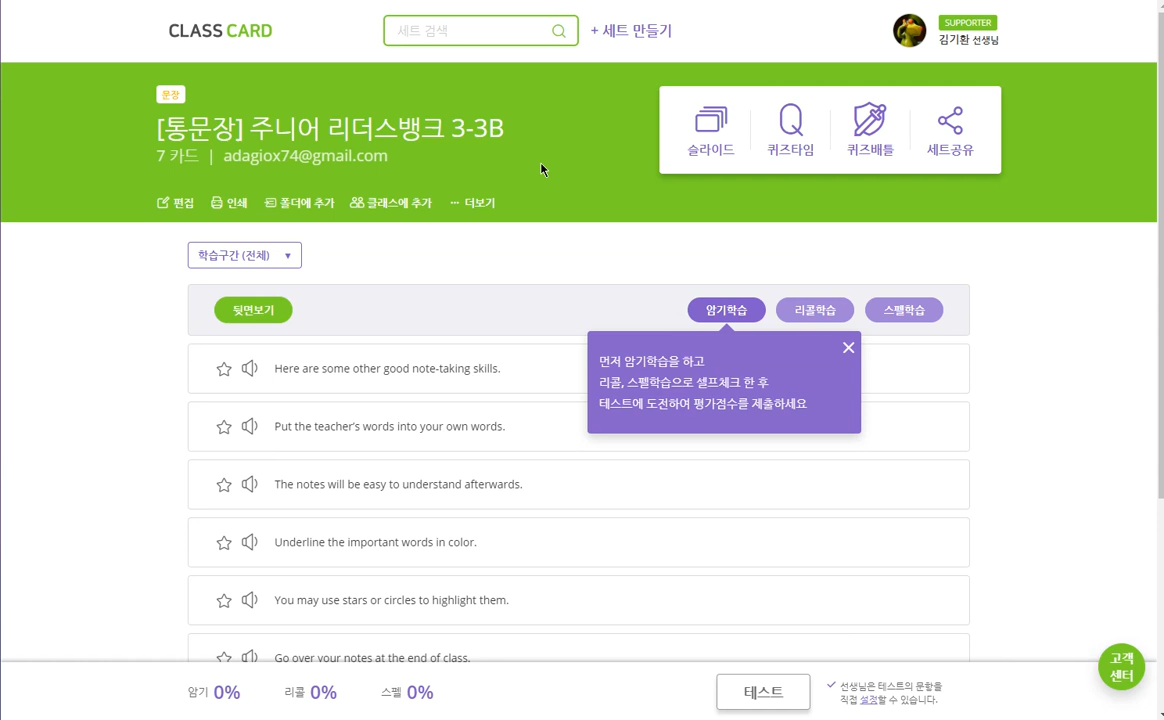 CLASS CARD
세트 검색
+ 세트 만들기
SUPPORTER
김기환 선생님
문장
[통문장] 주니어 리더스뱅크 3-3B
7 카드 | adagiox74@gmail.com
편집
인쇄
폴더에 추가
클래스에 추가
더보기
슬라이드
퀴즈타임
퀴즈배틀
세트공유
학습구간 (전체)
뒷면보기
암기학습
리콜학습
스펠학습
먼저 암기학습을 하고
리콜, 스펠학습으로 셀프체크 한 후
테스트에 도전하여 평가점수를 제출하세요
Here are some other good note-taking skills.
Put the teacher's words into your own words.
The notes will be easy to understand afterwards.
Underline the important words in color.
You may use stars or circles to highlight them.
Go over your notes at the end of class.
암기 0%
리콜 0%
스펠 0%
테스트
선생님은 테스트의 문항을
직접 설정할 수 있습니다.
고객
센터